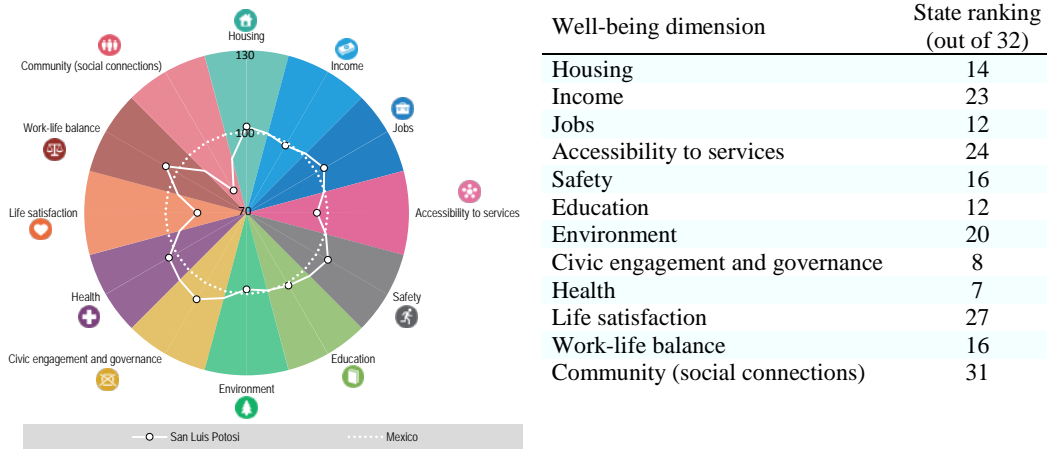 Housing
130
Community (social connections)
Income
Work-life balance
Jobs
100
Life satisfaction
70
Accessibility to services
Health
Safety
Civic engagement and governance
Education
Environment
San Luis Potosi
Mexico
Well-being dimension State ranking
(out of 32)
Housing 14
Income 23
Jobs 12
Accessibility to services 24
Safety 16
Education 12
Environment 20
Civic engagement and governance 8
Health 7
Life satisfaction 27
Work-life balance 16
Community (social connections) 31